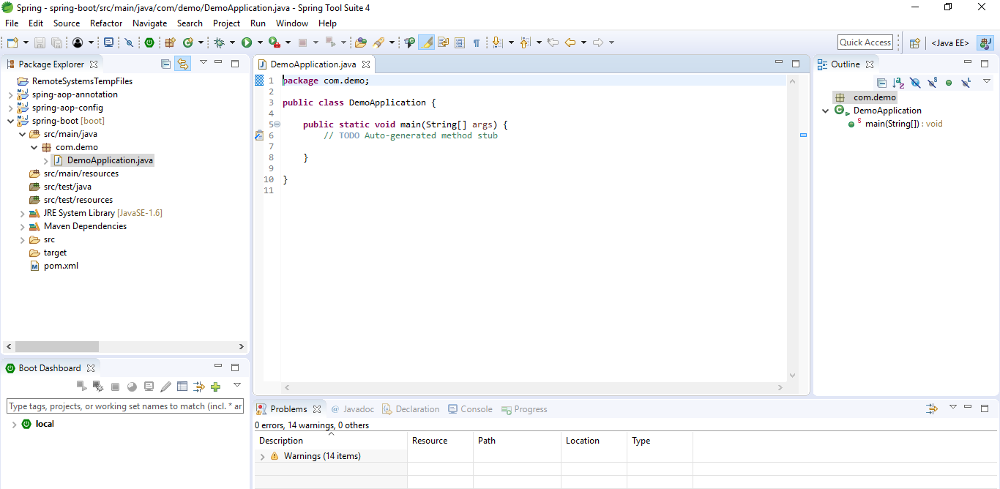 Spring - spring-boot/src/main/java/com/demo/DemoApplication.java - Spring Tool Suite 4
File Edit Source Refactor Navigate Search Project Run Window Help
Quick Access <Java EE>
Package Explorer
RemoteSystemsTempFiles
sping-aop-annotation
spring-aop-config
spring-boot [boot]
src/main/java
com.demo
DemoApplication.java
src/main/resources
src/test/java
src/test/resources
JRE System Library [JavaSE-1.6]
Maven Dependencies
src
target
pom.xml
Boot Dashboard
Type tags, projects, or working set names to match (incl. * ar
local
DemoApplication.java
1 package com.demo;
2
3 public class DemoApplication {
4
5 public static void main(String[] args) {
6 // TODO Auto-generated method stub
7
8 }
9
10 }
11
Outline
com.demo
DemoApplication
main(String[]) : void
Problems @ Javadoc Declaration Console Progress
0 errors, 14 warnings, 0 others
Description Resource Path Location Type
Warnings (14 items)